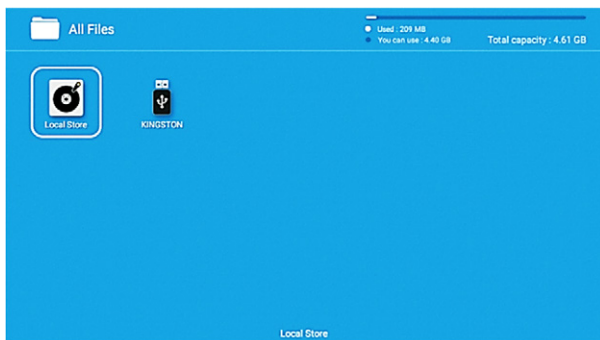 All Files
Used : 209 MB
You can use : 4.40 GB
Total capacity : 4.61 GB
Local Store
KINGSTON
Local Store